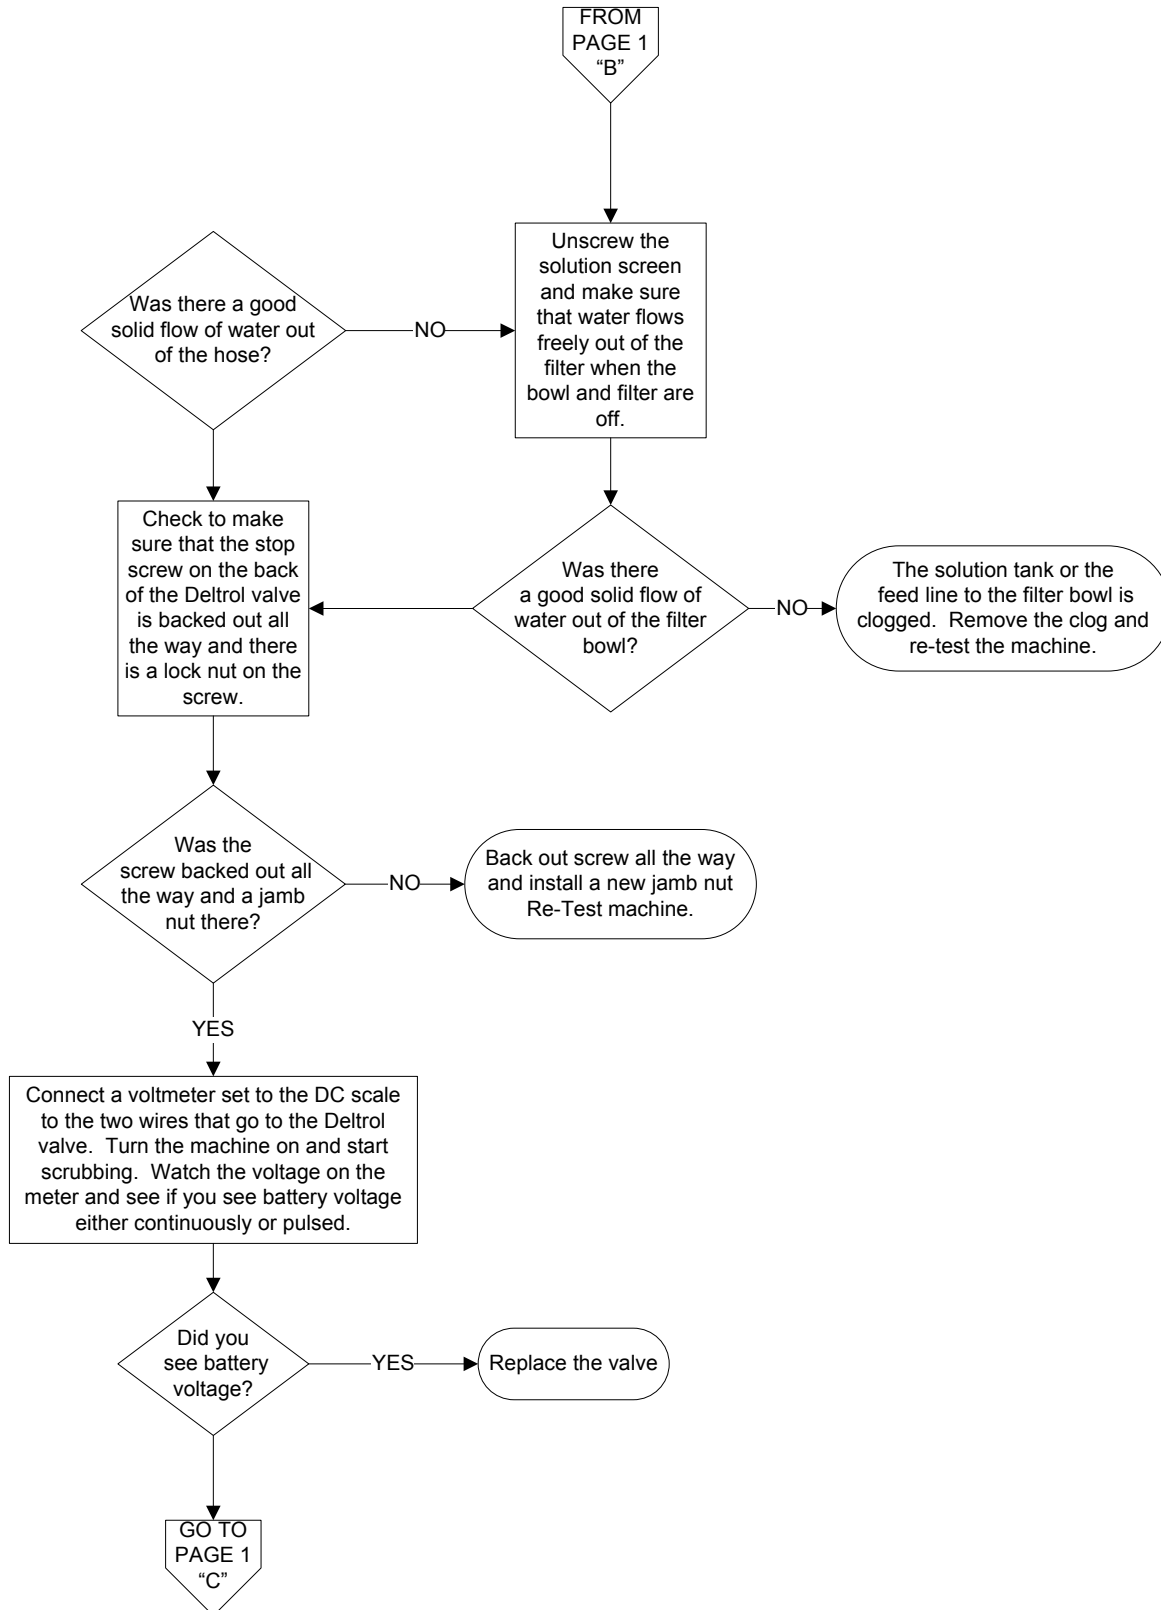 FROM
PAGE 1
“B”
Unscrew the
solution screen
and make sure
that water flows
freely out of the
filter when the
bowl and filter are
off.
Was there a good
solid flow of water out
of the hose?
NO
Check to make
sure that the stop
screw on the back
of the Deltrol valve
is backed out all
the way and there
is a lock nut on the
screw.
Was there
a good solid flow of
water out of the filter
bowl?
NO
The solution tank or the
feed line to the filter bowl is
clogged. Remove the clog and
re-test the machine.
Was the
screw backed out all
the way and a jamb
nut there?
NO
Back out screw all the way
and install a new jamb nut
Re-Test machine.
YES
Connect a voltmeter set to the DC scale
to the two wires that go to the Deltrol
valve. Turn the machine on and start
scrubbing. Watch the voltage on the
meter and see if you see battery voltage
either continuously or pulsed.
Did you
see battery
voltage?
YES
Replace the valve
GO TO
PAGE 1
“C”